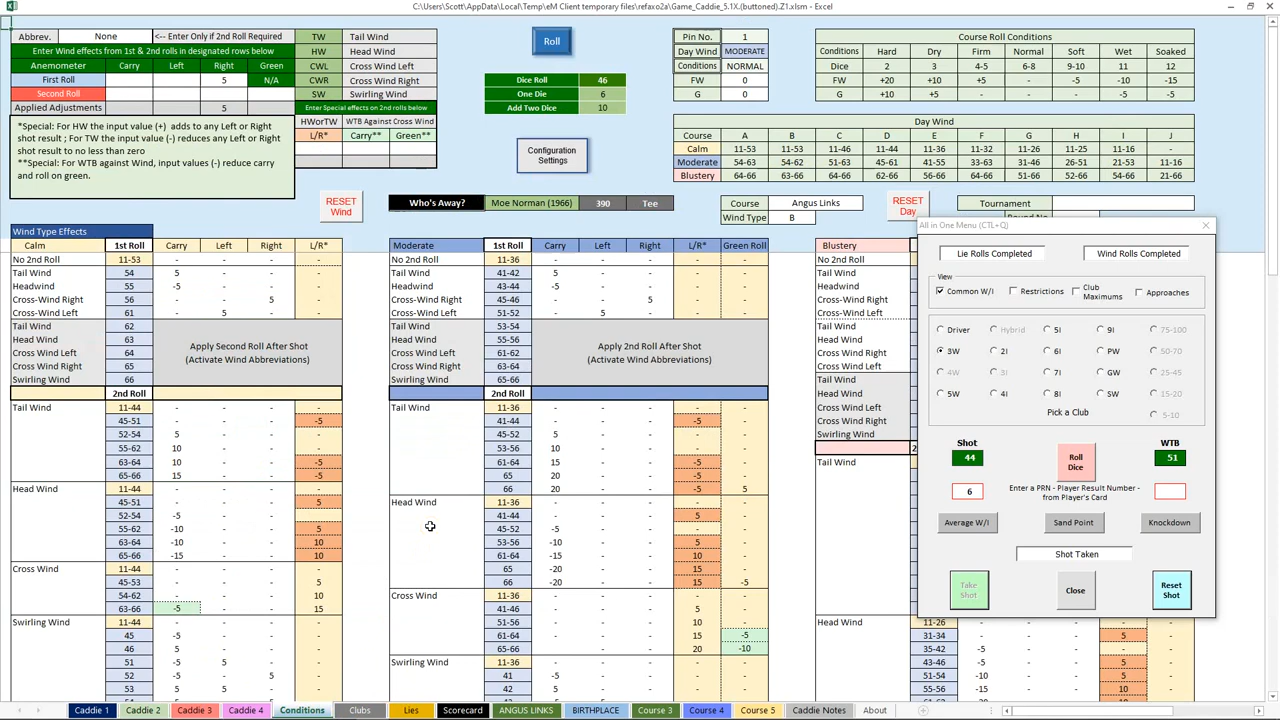 C:\Users\Scott\AppData\Local\Temp\eM Client temporary files\refaxo2a\Game_Caddie_5.1X.(buttoned).Z1.xlsm - Excel
Abbrev. None <-- Enter Only if 2nd Roll Required
Enter Wind effects from 1st & 2nd rolls in designated rows below
Anemometer Carry Left Right Green
First Roll 5 N/A
Second Roll
Applied Adjustments 5
*Special: For HW the input value (+) adds to any Left or Right
shot result ; For TW the input value (-) reduces any Left or Right
shot result to no less than zero
**Special: For WTB against Wind, input values (-) reduce carry
and roll on green.
TW Tail Wind
HW Head Wind
CWL Cross Wind Left
CWR Cross Wind Right
SW Swirling Wind
Enter Special effects on 2nd rolls below
HWorTW WTB Against Cross Wind
L/R* Carry** Green**
Roll
Dice Roll 46
One Die 6
Add Two Dice 10
Configuration
Settings
Pin No. 1
Day Wind MODERATE
Conditions NORMAL
FW 0
G 0
Course Roll Conditions
Conditions Hard Dry Firm Normal Soft Wet Soaked
Dice 2 3 4-5 6-8 9-10 11 12
FW +20 +10 +5 - -5 -10 -15
G +10 +5 - - - -5 -5
Day Wind
Course A B C D E F G H I J
Calm 11-53 11-53 11-46 11-44 11-36 11-32 11-26 11-25 11-16 -
Moderate 54-63 54-62 51-63 45-61 41-55 33-63 31-46 26-51 21-53 11-16
Blustery 64-66 63-66 64-66 62-66 56-66 64-66 51-66 52-66 54-66 21-66
RESET
Wind
Who's Away? Moe Norman (1966) 390 Tee
Course Angus Links
Wind Type B
RESET
Day
Tournament
Wind Type Effects
Calm 1st Roll Carry Left Right L/R*
No 2nd Roll 11-53 - - - -
Tail Wind 54 5 - - -
Headwind 55 -5 - - -
Cross-Wind Right 56 - - 5 -
Cross-Wind Left 61 - 5 - -
Tail Wind 62
Head Wind 63
Cross Wind Left 64
Cross Wind Right 65
Swirling Wind 66
Apply Second Roll After Shot
(Activate Wind Abbreviations)
2nd Roll
Tail Wind 11-44 - - - -
45-51 - - - -5
52-54 5 - - -
55-62 10 - - -
63-64 10 - - -5
65-66 15 - - -5
Head Wind 11-44 - - - -
45-51 - - - 5
52-54 -5 - - -
55-62 -10 - - 5
63-64 -10 - - 10
65-66 -15 - - 10
Cross Wind 11-44 - - - -
45-53 - - - 5
54-62 - - - 10
63-66 -5 - - 15
Swirling Wind 11-44 - - - -
45 -5 - - -
46 5 - - -
51 -5 5 - -
52 -5 - 5 -
53 5 5 - -
Moderate 1st Roll Carry Left Right L/R* Green Roll
No 2nd Roll 11-36 - - - - -
Tail Wind 41-42 5 - - - -
Headwind 43-44 -5 - - - -
Cross-Wind Right 45-46 - - 5 - -
Cross-Wind Left 51-52 - 5 - - -
Tail Wind 53-54
Head Wind 55-56
Cross Wind Left 61-62
Cross Wind Right 63-64
Swirling Wind 65-66
Apply 2nd Roll After Shot
(Activate Wind Abbreviations)
2nd Roll
Tail Wind 11-36 - - - - -
41-44 - - - -5 -
45-52 5 - - - -
53-56 10 - - - -
61-64 15 - - -5 -
65 20 - - -5 -
66 20 - - -5 5
Head Wind 11-36 - - - - -
41-44 - - - 5 -
45-52 -5 - - - -
53-56 -10 - - 5 -
61-64 -15 - - 10 -
65 -20 - - 15 -
66 -20 - - 15 -5
Cross Wind 11-36 - - - - -
41-46 - - - 5 -
51-56 - - - 10 -
61-64 - - - 15 -5
65-66 - - - 20 -10
Swirling Wind 11-36 - - - - -
41 -5 - - - -
42 5 - - - -
Blustery
No 2nd Roll
Tail Wind
Headwind
Cross-Wind Right
Cross-Wind Left
Tail Wind
Head Wind
Cross Wind Right
Cross Wind Left
Tail Wind
Head Wind
Cross Wind Left
Cross Wind Right
Swirling Wind
Tail Wind
Head Wind 11-26 - - - - -
31-34 - - - 5 -
35-42 -5 - - - -
43-46 -5 - - 5 -
51-54 -10 - - 5 -
55-56 -15 - - 10 -
All in One Menu (CTL+Q)
Lie Rolls Completed Wind Rolls Completed
View
Common W/I Restrictions Club
Maximums Approaches
Driver Hybrid 5I 9I 75-100
3W 2I 6I PW 50-70
4W 3I 7I GW 25-45
5W 4I 8I SW 15-20
Pick a Club 5-10
Shot WTB
44 Roll
Dice 51
6 Enter a PRN - Player Result Number -
from Player's Card
Average W/I Sand Point Knockdown
Shot Taken
Take
Shot Close Reset
Shot
Caddie 1 Caddie 2 Caddie 3 Caddie 4 Conditions Clubs Lies Scorecard ANGUS LINKS BIRTHPLACE Course 3 Course 4 Course 5 Caddie Notes About